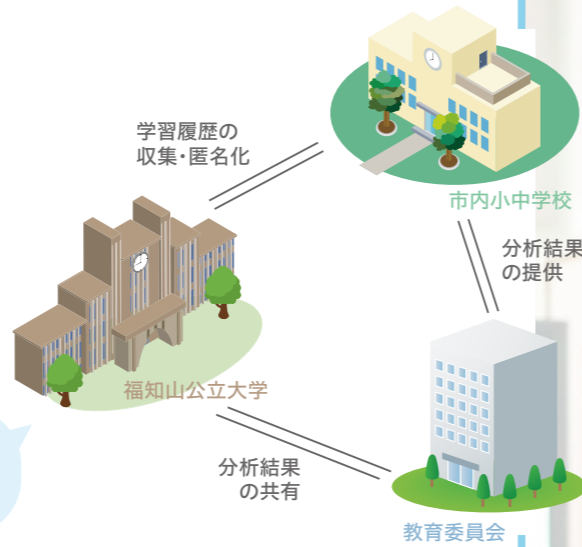 学習履歴の
収集・匿名化
市内小中学校
分析結果
の提供
福知山公立大学
分析結果
の共有
教育委員会